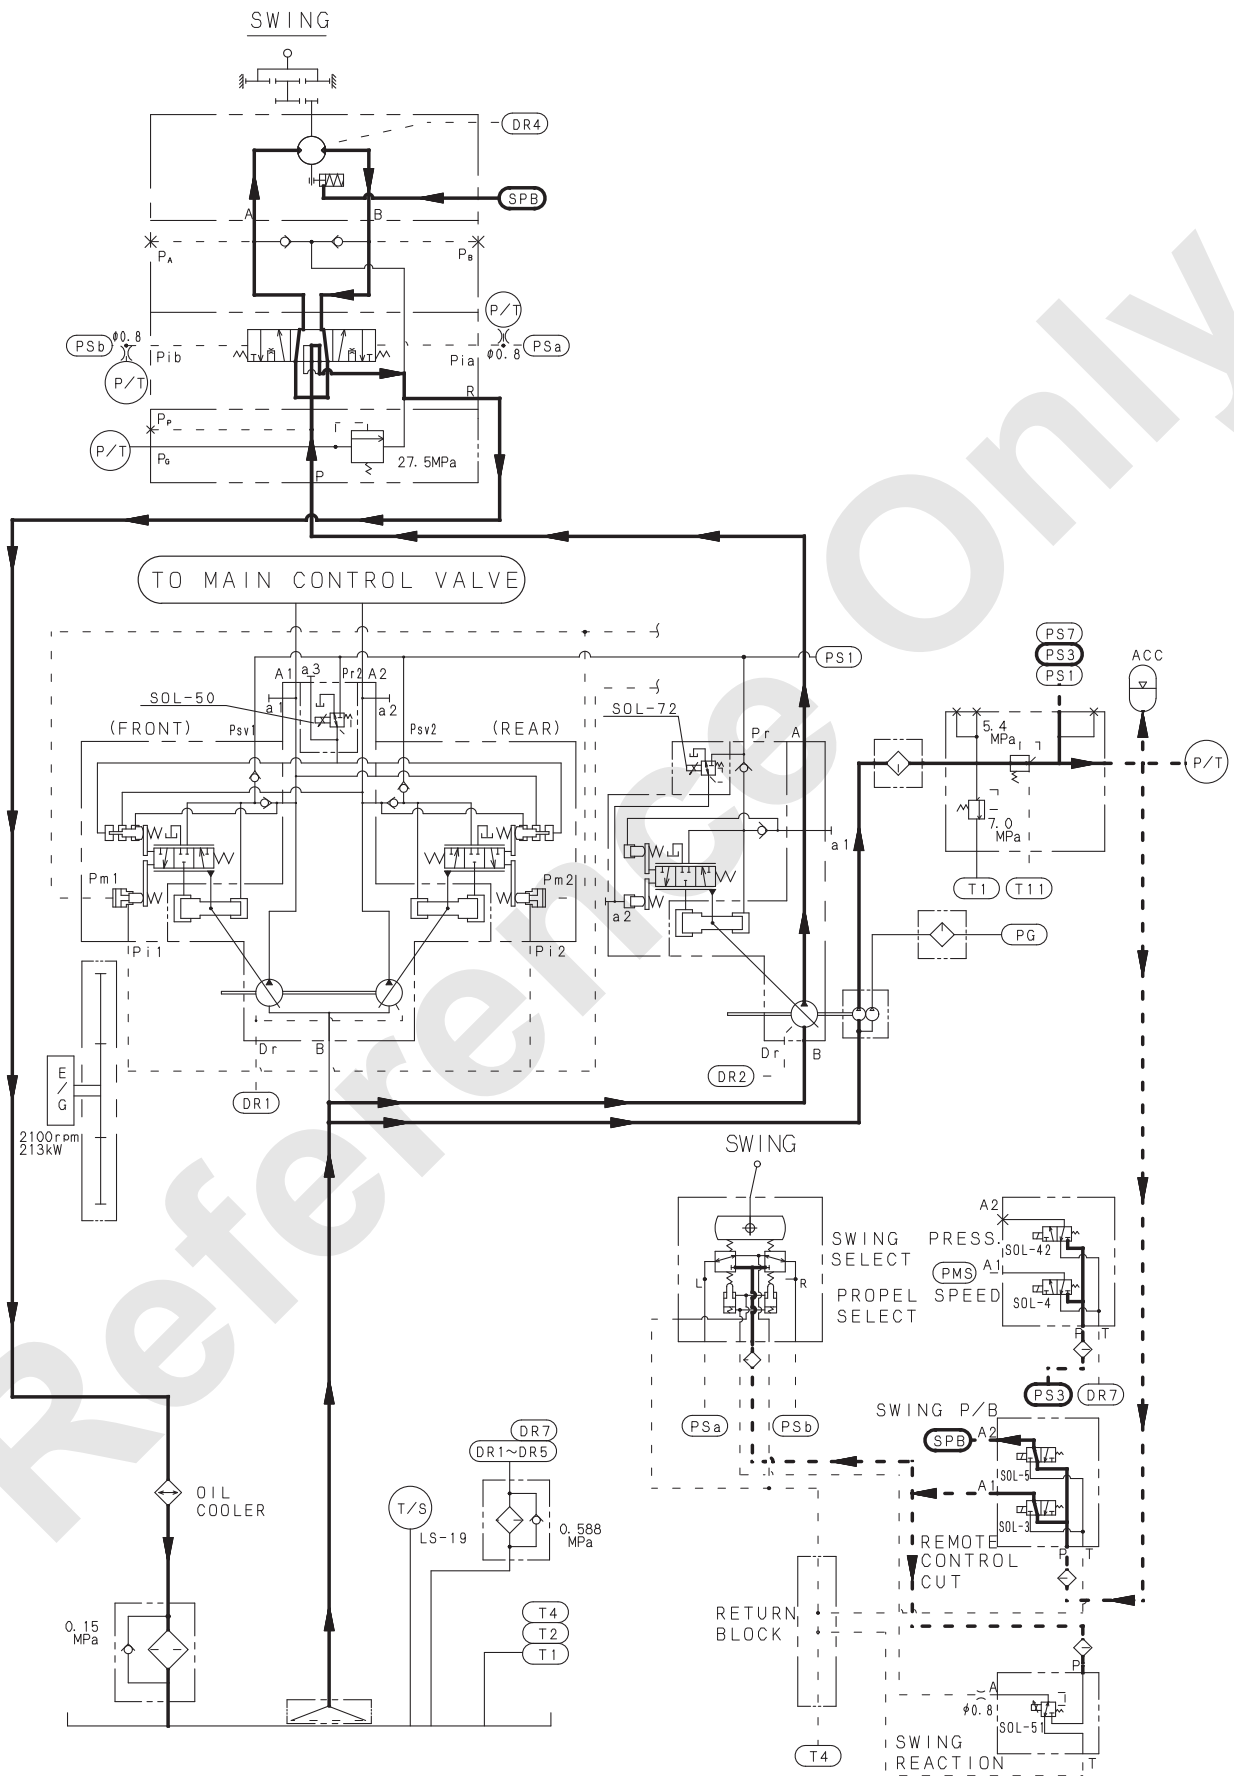 SWING
DR4
SPB
A
B
PA
PB
P/T
PSb
ø0.8
Pib
P/T
Pia
ø0.8
PSa
R
PP
P/T
PG
27.5MPa
P
TO MAIN CONTROL VALVE
PS1
A1
a3
Pr2
A2
SOL-50
a1
a2
(FRONT)
Psv1
Psv2
(REAR)
SOL-72
Pr
A
PS7
PS3
PS1
ACC
5.4
MPa
P/T
7.0
MPa
a1
Pm1
Pm2
a2
T1
T11
PG
Pi1
Pi2
Dr
B
Dr
B
DR1
DR2
E
/
G
2100rpm
213kW
SWING
A2
SWING
SELECT
PRESS.
SOL-42
A1
PMS
L
R
PROPEL
SELECT
SPEED
SOL-4
P
T
PS3
DR7
PSa
PSb
SWING P/B
SPB
A2
SOL-5
A1
SOL-3
REMOTE
CONTROL
CUT
P
T
DR7
DR1~DR5
OIL
COOLER
T/S
LS-19
0.588
MPa
RETURN
BLOCK
0.15
MPa
T4
T2
T1
P
A
ø0.8
SOL-51
SWING
REACTION
T
T4
Reference Only